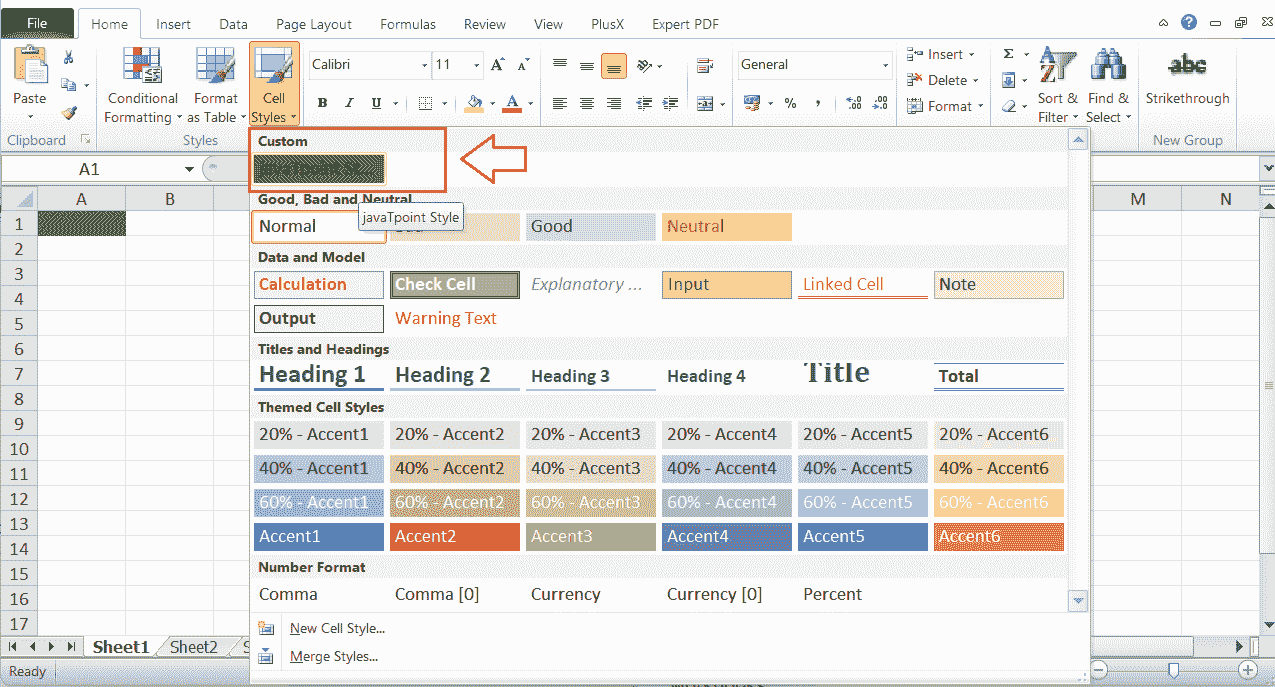 File Home Insert Data Page Layout Formulas Review View PlusX Expert PDF
Calibri 11 General Insert Σ abc
Paste Conditional Formatting Format as Table Cell Styles B I U % , Delete Sort & Filter Find & Select Strikethrough
Format
Clipboard Styles New Group
A1
Custom
A B M N
Good, Bad and Neutral
javaTpoint Style
Normal Good Neutral
Data and Model
Calculation Check Cell Explanatory ... Input Linked Cell Note
Output Warning Text
Titles and Headings
Heading 1 Heading 2 Heading 3 Heading 4 Title Total
Themed Cell Styles
20% - Accent1 20% - Accent2 20% - Accent3 20% - Accent4 20% - Accent5 20% - Accent6
40% - Accent1 40% - Accent2 40% - Accent3 40% - Accent4 40% - Accent5 40% - Accent6
60% - Accent1 60% - Accent2 60% - Accent3 60% - Accent4 60% - Accent5 60% - Accent6
Accent1 Accent2 Accent3 Accent4 Accent5 Accent6
Number Format
Comma Comma [0] Currency Currency [0] Percent
New Cell Style...
Merge Styles...
1
2
3
4
5
6
7
8
9
10
11
12
13
14
15
16
17
Sheet1 Sheet2
Ready